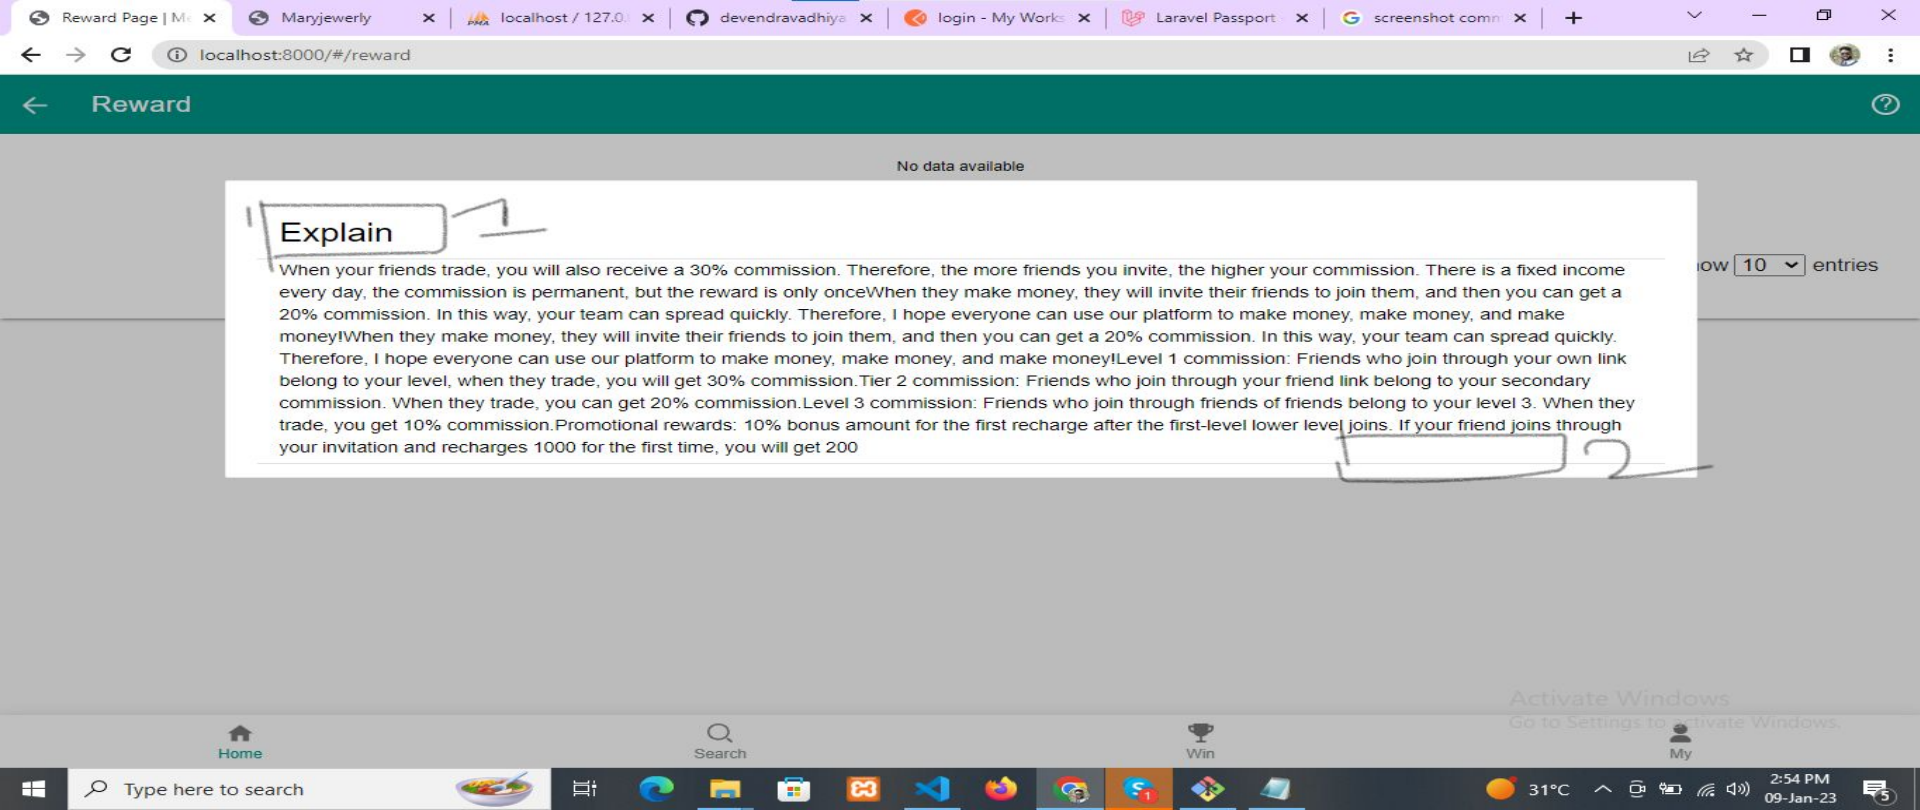 Reward Page | M
Maryjewerly
localhost / 127.0.
devendravadhiya
login - My Works
Laravel Passport
screenshot comm
localhost:8000/#/reward
Reward
No data available
Explain
1
When your friends trade, you will also receive a 30% commission. Therefore, the more friends you invite, the higher your commission. There is a fixed income
every day, the commission is permanent, but the reward is only onceWhen they make money, they will invite their friends to join them, and then you can get a
20% commission. In this way, your team can spread quickly. Therefore, I hope everyone can use our platform to make money, make money, and make
money!When they make money, they will invite their friends to join them, and then you can get a 20% commission. In this way, your team can spread quickly.
Therefore, I hope everyone can use our platform to make money, make money, and make money!Level 1 commission: Friends who join through your own link
belong to your level, when they trade, you will get 30% commission.Tier 2 commission: Friends who join through your friend link belong to your secondary
commission. When they trade, you can get 20% commission.Level 3 commission: Friends who join through friends of friends belong to your level 3. When they
trade, you get 10% commission.Promotional rewards: 10% bonus amount for the first recharge after the first-level lower level joins. If your friend joins through
your invitation and recharges 1000 for the first time, you will get 200
2
ow 10 entries
Activate Windows
Go to Settings to activate Windows.
Home
Search
Win
My
Type here to search
31°C
2:54 PM
09-Jan-23
5